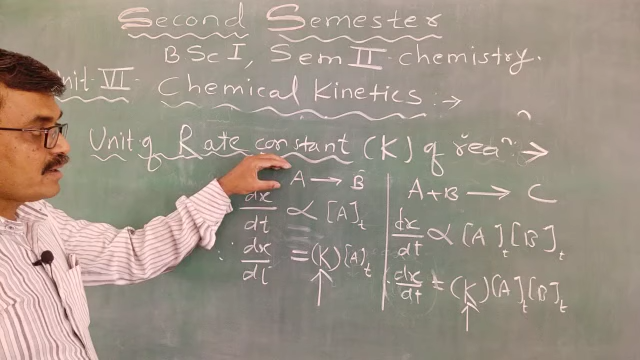 Second Semester
BSc I, Sem II chemistry.
Unit-VI Chemical Kinetics :→
Unit of Rate constant (K) of reaⁿ. →
A → B
dx/dt ∝ [A]t
∴ dx/dt = (K)[A]t
A+B → C
dx/dt ∝ [A]t[B]t
∴ dx/dt = (K)[A]t[B]t